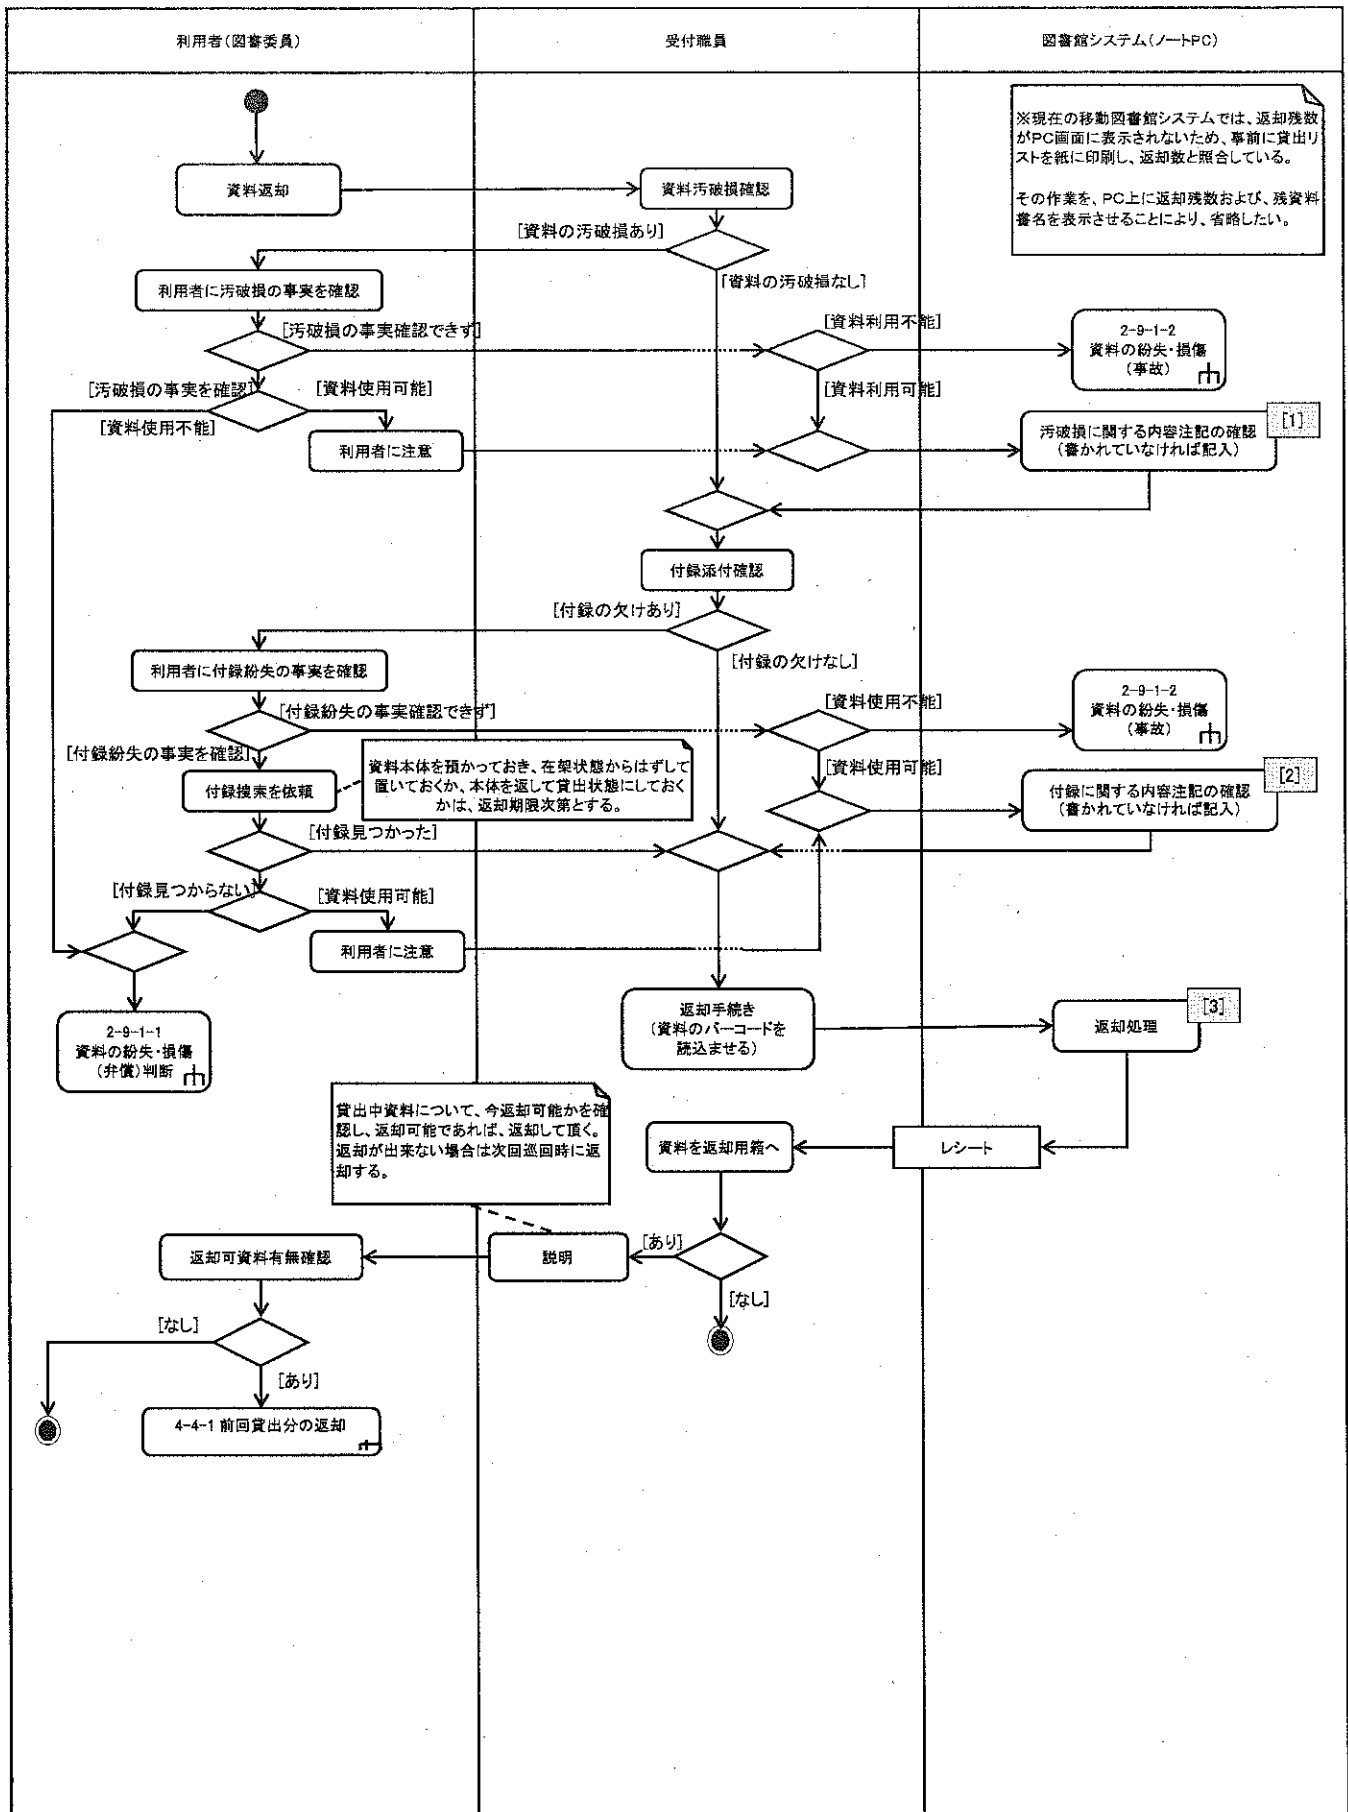 利用者(図書委員)
受付職員
図書館システム(ノートPC)
※現在の移動図書館システムでは、返却残数
がPC画面に表示されないため、事前に貸出リ
ストを紙に印刷し、返却数と照合している。
その作業を、PC上に返却残数および、残資料
書名を表示させることにより、省略したい。
資料返却
資料汚破損確認
[資料の汚破損あり]
[資料の汚破損なし]
利用者に汚破損の事実を確認
[汚破損の事実確認できず]
[資料利用不能]
2-9-1-2
資料の紛失・損傷
(事故)
[汚破損の事実を確認]
[資料使用可能]
[資料利用可能]
[資料使用不能]
利用者に注意
[1]
汚破損に関する内容注記の確認
(書かれていなければ記入)
付録添付確認
[付録の欠けあり]
[付録の欠けなし]
利用者に付録紛失の事実を確認
[付録紛失の事実確認できず]
[資料使用不能]
2-9-1-2
資料の紛失・損傷
(事故)
[付録紛失の事実を確認]
資料本体を預かっておき、在架状態からはずして
置いておくか、本体を返して貸出状態にしておく
かは、返却期限次第とする。
[資料使用可能]
付録捜索を依頼
[2]
付録に関する内容注記の確認
(書かれていなければ記入)
[付録見つかった]
[付録見つからない]
[資料使用可能]
利用者に注意
2-9-1-1
資料の紛失・損傷
(弁償)判断
返却手続き
(資料のバーコードを
読込ませる)
[3]
返却処理
貸出中資料について、今返却可能かを確
認し、返却可能であれば、返却して頂く。
返却が出来ない場合は次回巡回時に返
却する。
資料を返却用箱へ
レシート
返却可資料有無確認
説明
[あり]
[なし]
[なし]
[あり]
4-4-1 前回貸出分の返却